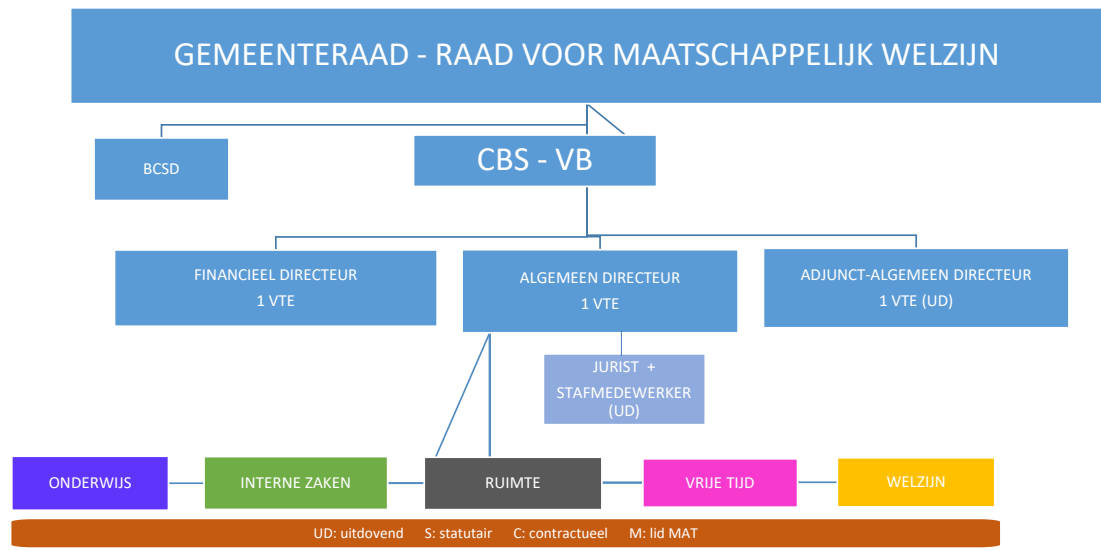 GEMEENTERAAD - RAAD VOOR MAATSCHAPPELIJK WELZIJN
BCSD
CBS - VB
FINANCIEEL DIRECTEUR
1 VTE
ALGEMEEN DIRECTEUR
1 VTE
ADJUNCT-ALGEMEEN DIRECTEUR
1 VTE (UD)
JURIST +
STAFMEDEWERKER
(UD)
ONDERWIJS
INTERNE ZAKEN
RUIMTE
VRIJE TIJD
WELZIJN
UD: uitdovend S: statutair C: contractueel M: lid MAT